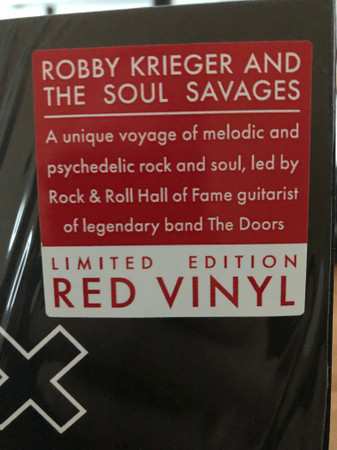 ROBBY KRIEGER AND
THE SOUL SAVAGES
A unique voyage of melodic and
psychedelic rock and soul, led by
Rock & Roll Hall of Fame guitarist
of legendary band The Doors
LIMITED EDITION
RED VINYL